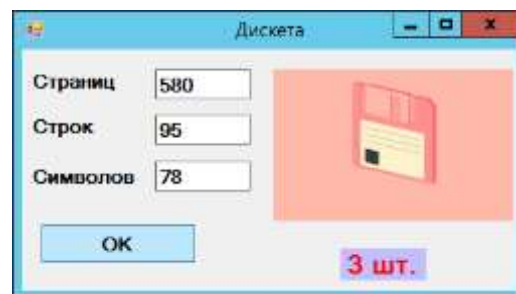 Дискета
Страниц 580
Строк 95
Символов 78
OK
3 шт.